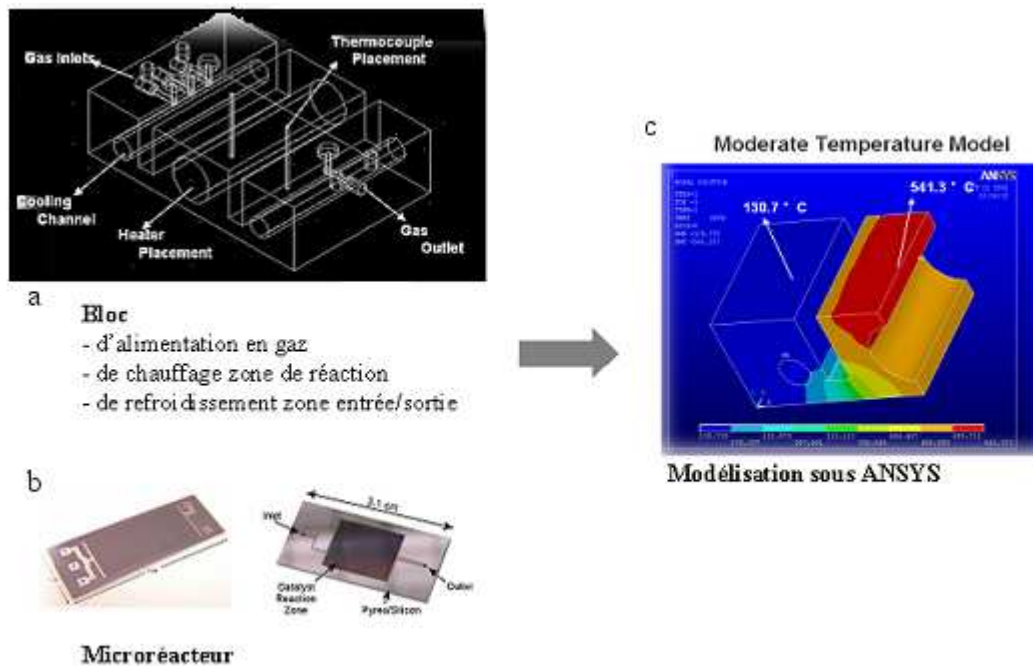 Gas Inlets
Thermocouple
Placement
Cooling
Channel
Heater
Placement
Gas
Outlet
a
Bloc
- d'alimentation en gaz
- de chauffage zone de réaction
- de refroidissement zone entrée/sortie
b
Inlet
3.1 cm
Catalyst
Reaction
Zone
Pyrex/Silicon
Outlet
Microréacteur
c
Moderate Temperature Model
ANSYS
130.7 ° C
541.3 ° C
Modélisation sous ANSYS